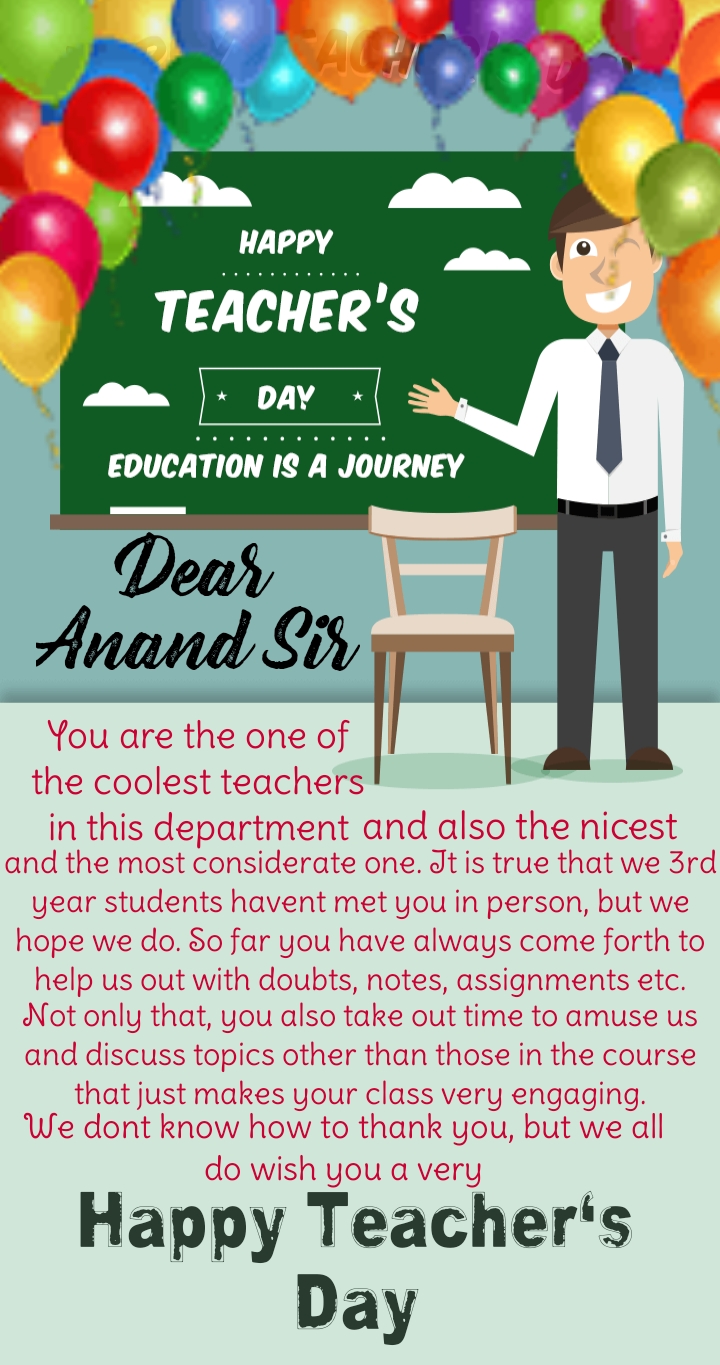 HAPPY TEACHER'S DAY
HAPPY
TEACHER'S
DAY
EDUCATION IS A JOURNEY
Dear
Anand Sir
You are the one of
the coolest teachers
in this department and also the nicest
and the most considerate one. It is true that we 3rd
year students havent met you in person, but we
hope we do. So far you have always come forth to
help us out with doubts, notes, assignments etc.
Not only that, you also take out time to amuse us
and discuss topics other than those in the course
that just makes your class very engaging.
We dont know how to thank you, but we all
do wish you a very
Happy Teacher‘s
Day